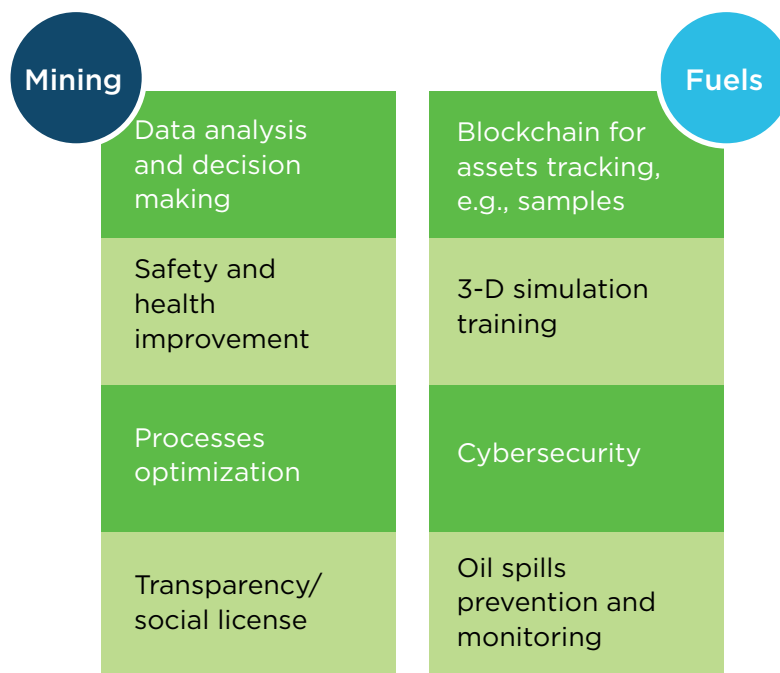 Mining
Data analysis
and decision
making
Safety and
health
improvement
Processes
optimization
Transparency/
social license
Fuels
Blockchain for
assets tracking,
e.g., samples
3-D simulation
training
Cybersecurity
Oil spills
prevention and
monitoring